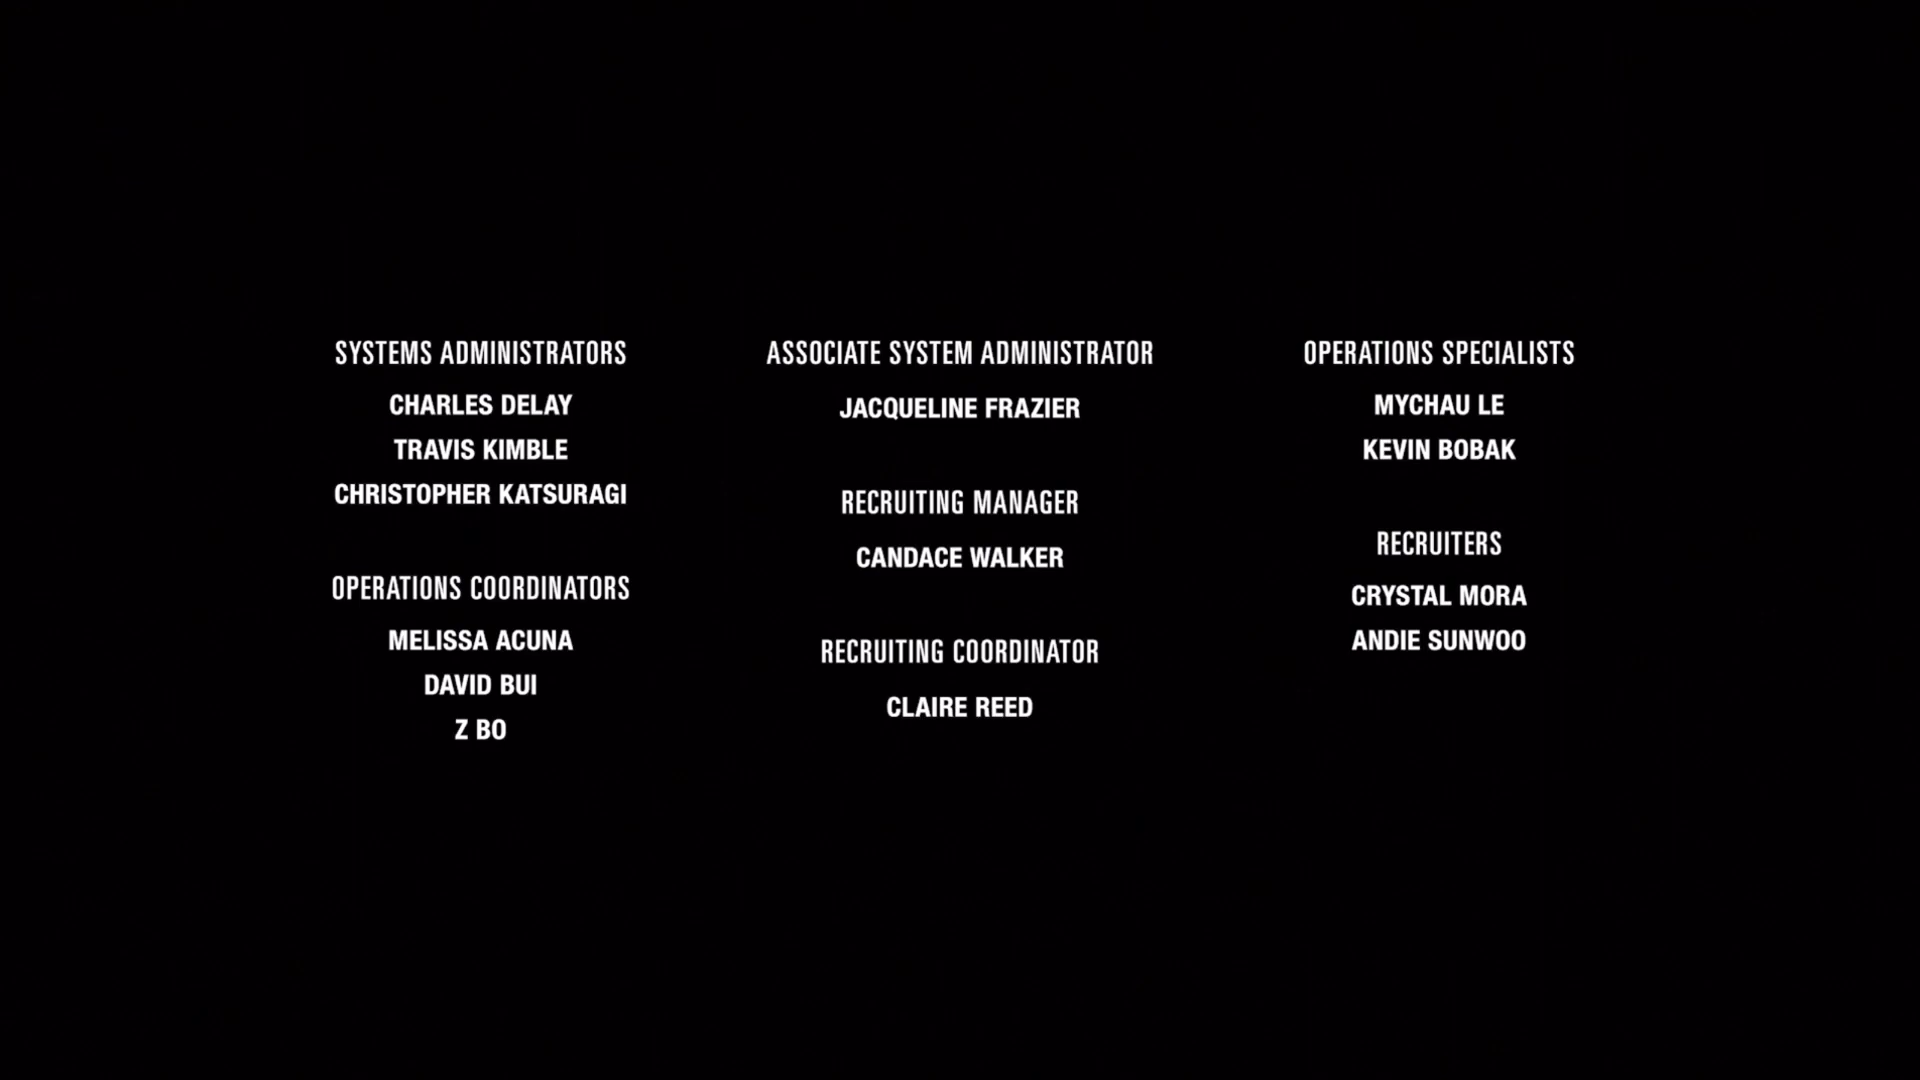 SYSTEMS ADMINISTRATORS
CHARLES DELAY
TRAVIS KIMBLE
CHRISTOPHER KATSURAGI
OPERATIONS COORDINATORS
MELISSA ACUNA
DAVID BUI
Z BO
ASSOCIATE SYSTEM ADMINISTRATOR
JACQUELINE FRAZIER
RECRUITING MANAGER
CANDACE WALKER
RECRUITING COORDINATOR
CLAIRE REED
OPERATIONS SPECIALISTS
MYCHAU LE
KEVIN BOBAK
RECRUITERS
CRYSTAL MORA
ANDIE SUNWOO